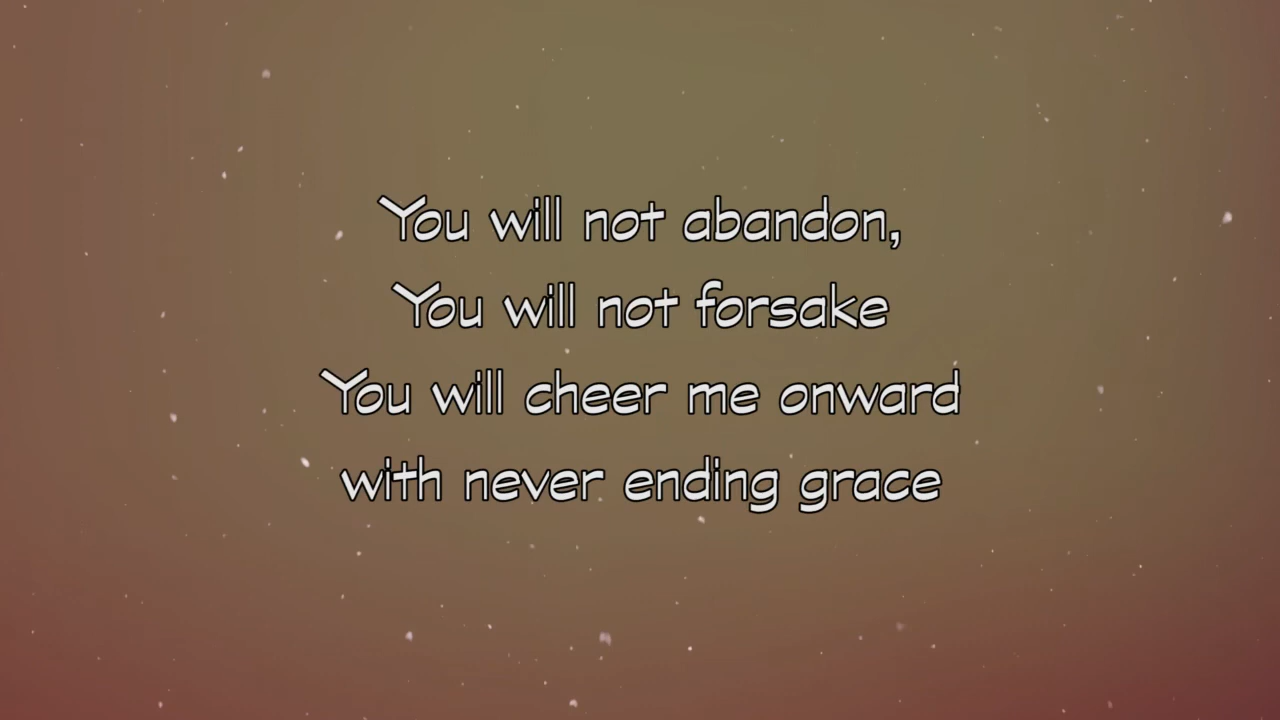 You will not abandon,
You will not forsake
You will cheer me onward
with never ending grace